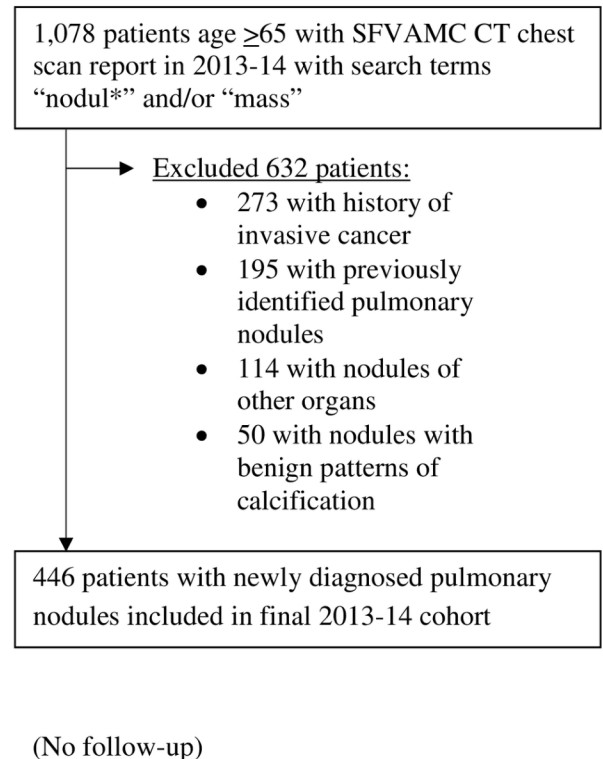 1,078 patients age ≥65 with SFVAMC CT chest
scan report in 2013-14 with search terms
“nodul*” and/or “mass”
Excluded 632 patients:
• 273 with history of
invasive cancer
• 195 with previously
identified pulmonary
nodules
• 114 with nodules of
other organs
• 50 with nodules with
benign patterns of
calcification
446 patients with newly diagnosed pulmonary
nodules included in final 2013-14 cohort
(No follow-up)